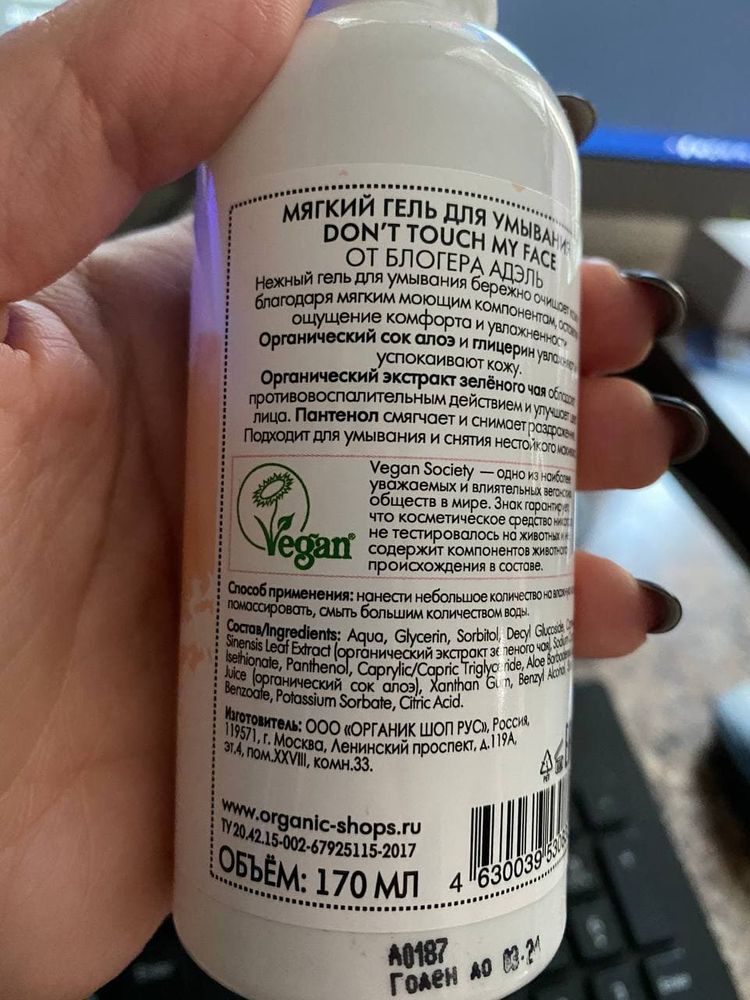 МЯГКИЙ ГЕЛЬ ДЛЯ УМЫВАНИЯ
DON'T TOUCH MY FACE
ОТ БЛОГЕРА АДЭЛЬ
Нежный гель для умывания бережно очищает
благодаря мягким моющим компонентам,
ощущение комфорта и увлажненности
Органический сок алоэ и глицерин
успокаивают кожу.
Органический экстракт зелёного чая
противовоспалительным действием и улучшает
лица. Пантенол смягчает и снимает раздражение
Подходит для умывания и снятия нестойкого
Vegan®
Vegan Society — одно из наиболее
уважаемых и влиятельных веганских
обществ в мире. Знак гарантирует,
что косметическое средство
не тестировалось на животных и
содержит компонентов животного
происхождения в составе.
Способ применения: нанести небольшое количество на
помассировать, смыть большим количеством воды.
Состав/Ingredients: Aqua, Glycerin, Sorbitol, Decyl Glucoside,
Sinensis Leaf Extract (органический экстракт зеленого чая),
Isethionate, Panthenol, Caprylic/Capric Triglyceride, Aloe
Juice (органический сок алоэ), Xanthan Gum, Benzyl Alcohol,
Benzoate, Potassium Sorbate, Citric Acid.
Изготовитель: ООО «ОРГАНИК ШОП РУС», Россия,
119571, г. Москва, Ленинский проспект, д.119А,
эт.4, пом.XXVIII, комн.33.
www.organic-shops.ru
ТУ 20.42.15-002-67925115-2017
ОБЪЁМ: 170 МЛ
4 630039
А0187
Годен до